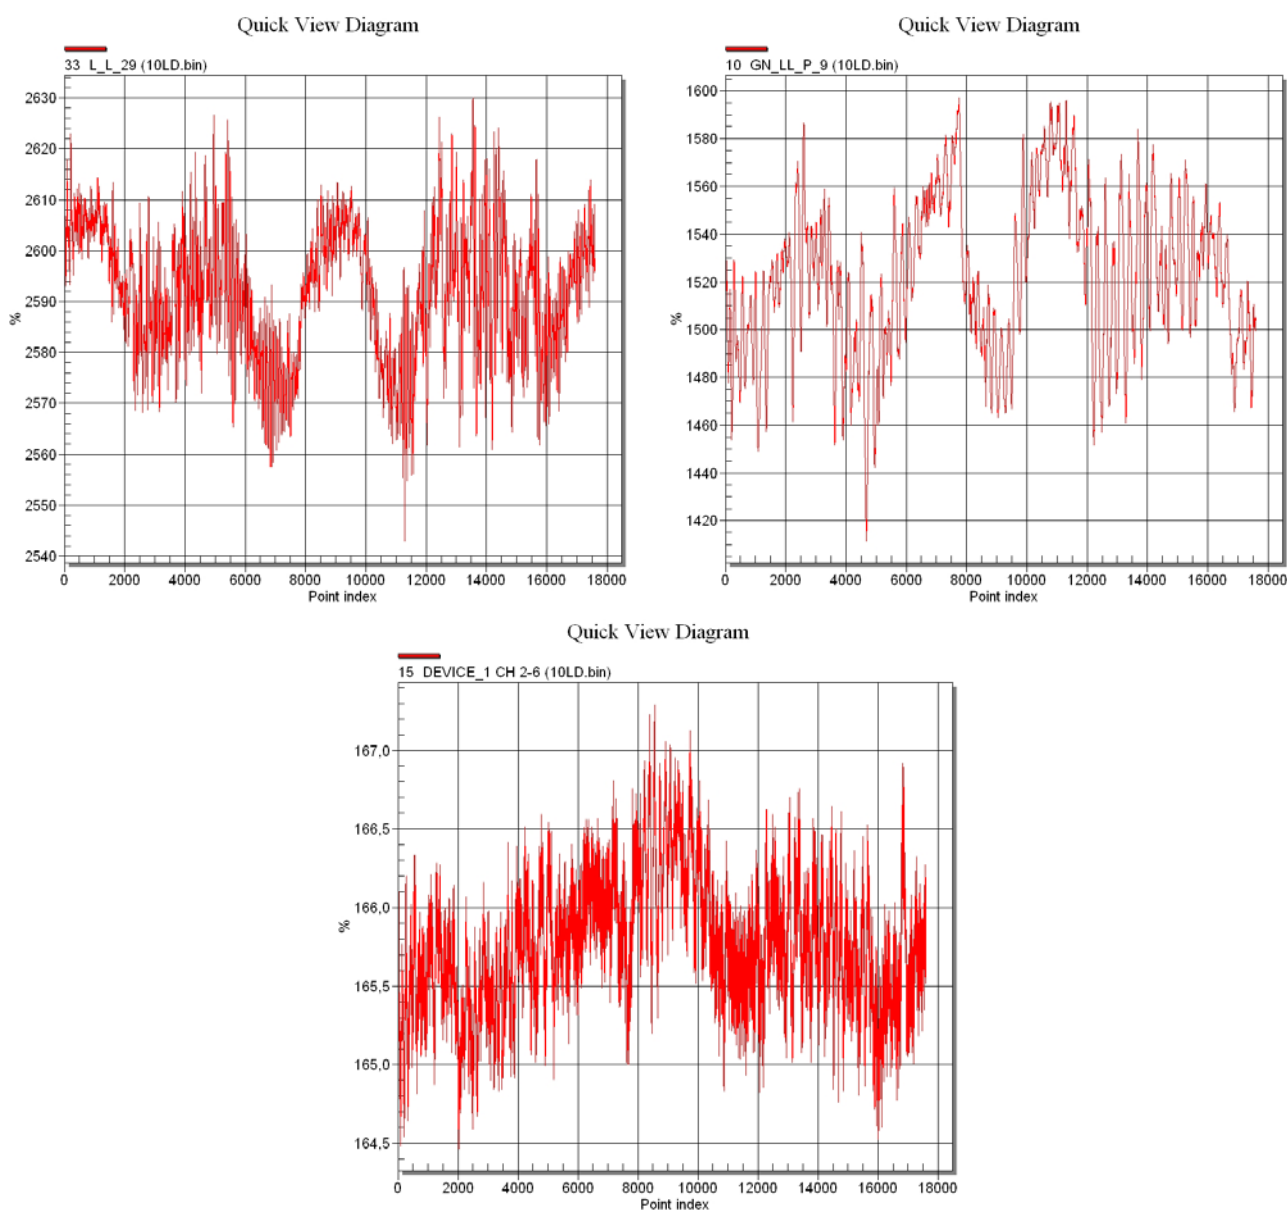 Quick View Diagram
33 L_L_29 (10LD.bin)
2630
2620
2610
2600
2590
%
2580
2570
2560
2550
2540
0 2000 4000 6000 8000 10000 12000 14000 16000 18000
Point index
Quick View Diagram
10 GN_LL_P_9 (10LD.bin)
1600
1580
1560
1540
1520
%
1500
1480
1460
1440
1420
0 2000 4000 6000 8000 10000 12000 14000 16000 18000
Point index
Quick View Diagram
15 DEVICE_1 CH 2-6 (10LD.bin)
167,0
166,5
166,0
%
165,5
165,0
164,5
0 2000 4000 6000 8000 10000 12000 14000 16000 18000
Point index